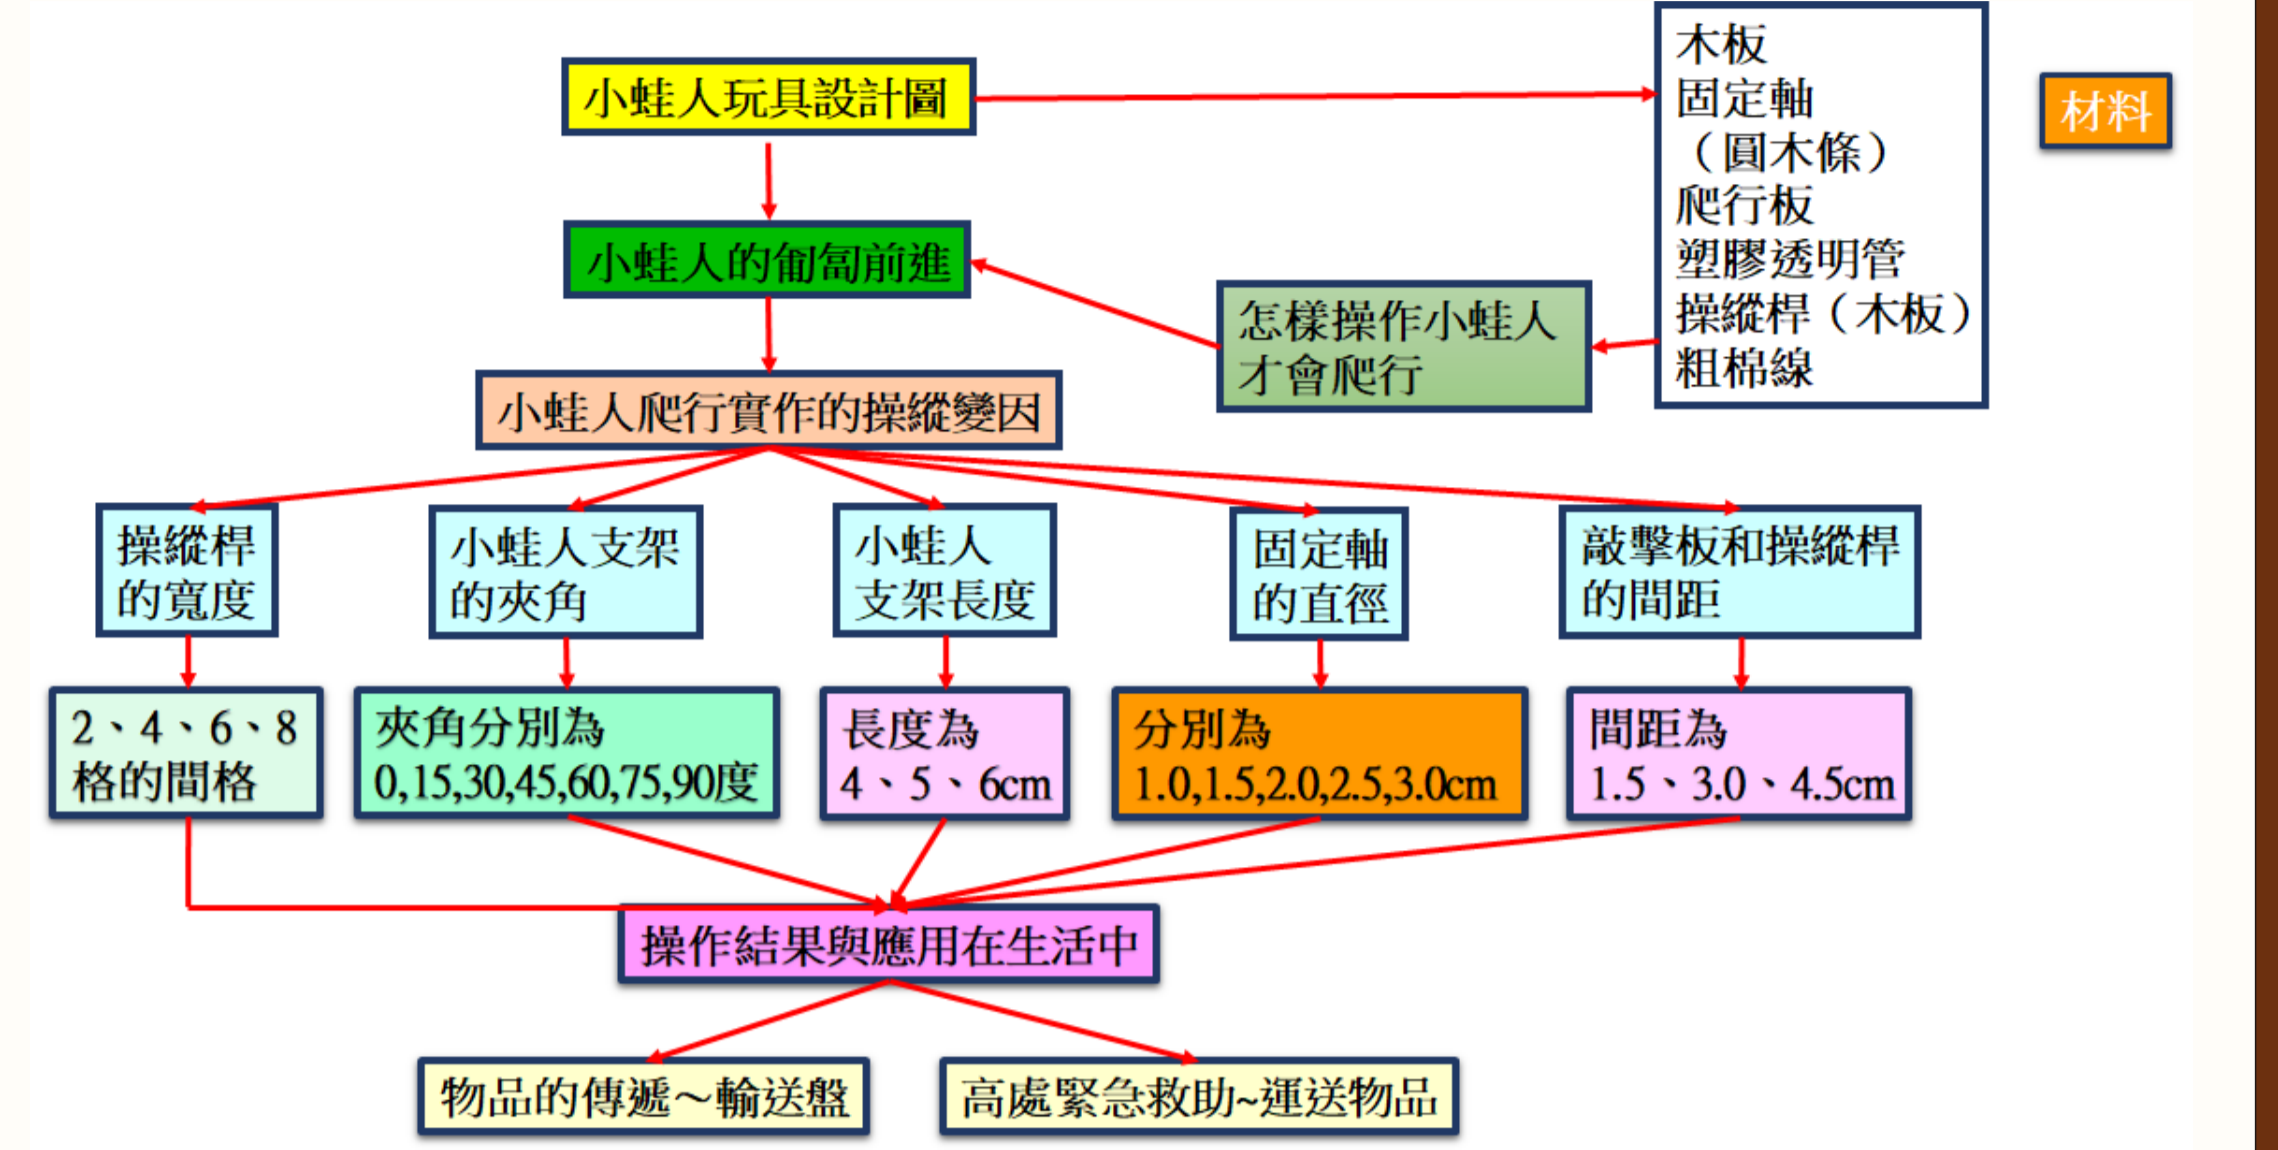 小蛙人玩具設計圖
木板
固定軸
（圓木條）
爬行板
塑膠透明管
操縱桿（木板）
粗棉線
材料
小蛙人的匍匐前進
怎樣操作小蛙人
才會爬行
小蛙人爬行實作的操縱變因
操縱桿
的寬度
小蛙人支架
的夾角
小蛙人
支架長度
固定軸
的直徑
敲擊板和操縱桿
的間距
2、4、6、8
格的間格
夾角分別為
0,15,30,45,60,75,90度
長度為
4、5、6cm
分別為
1.0,1.5,2.0,2.5,3.0cm
間距為
1.5、3.0、4.5cm
操作結果與應用在生活中
物品的傳遞～輸送盤
高處緊急救助~運送物品